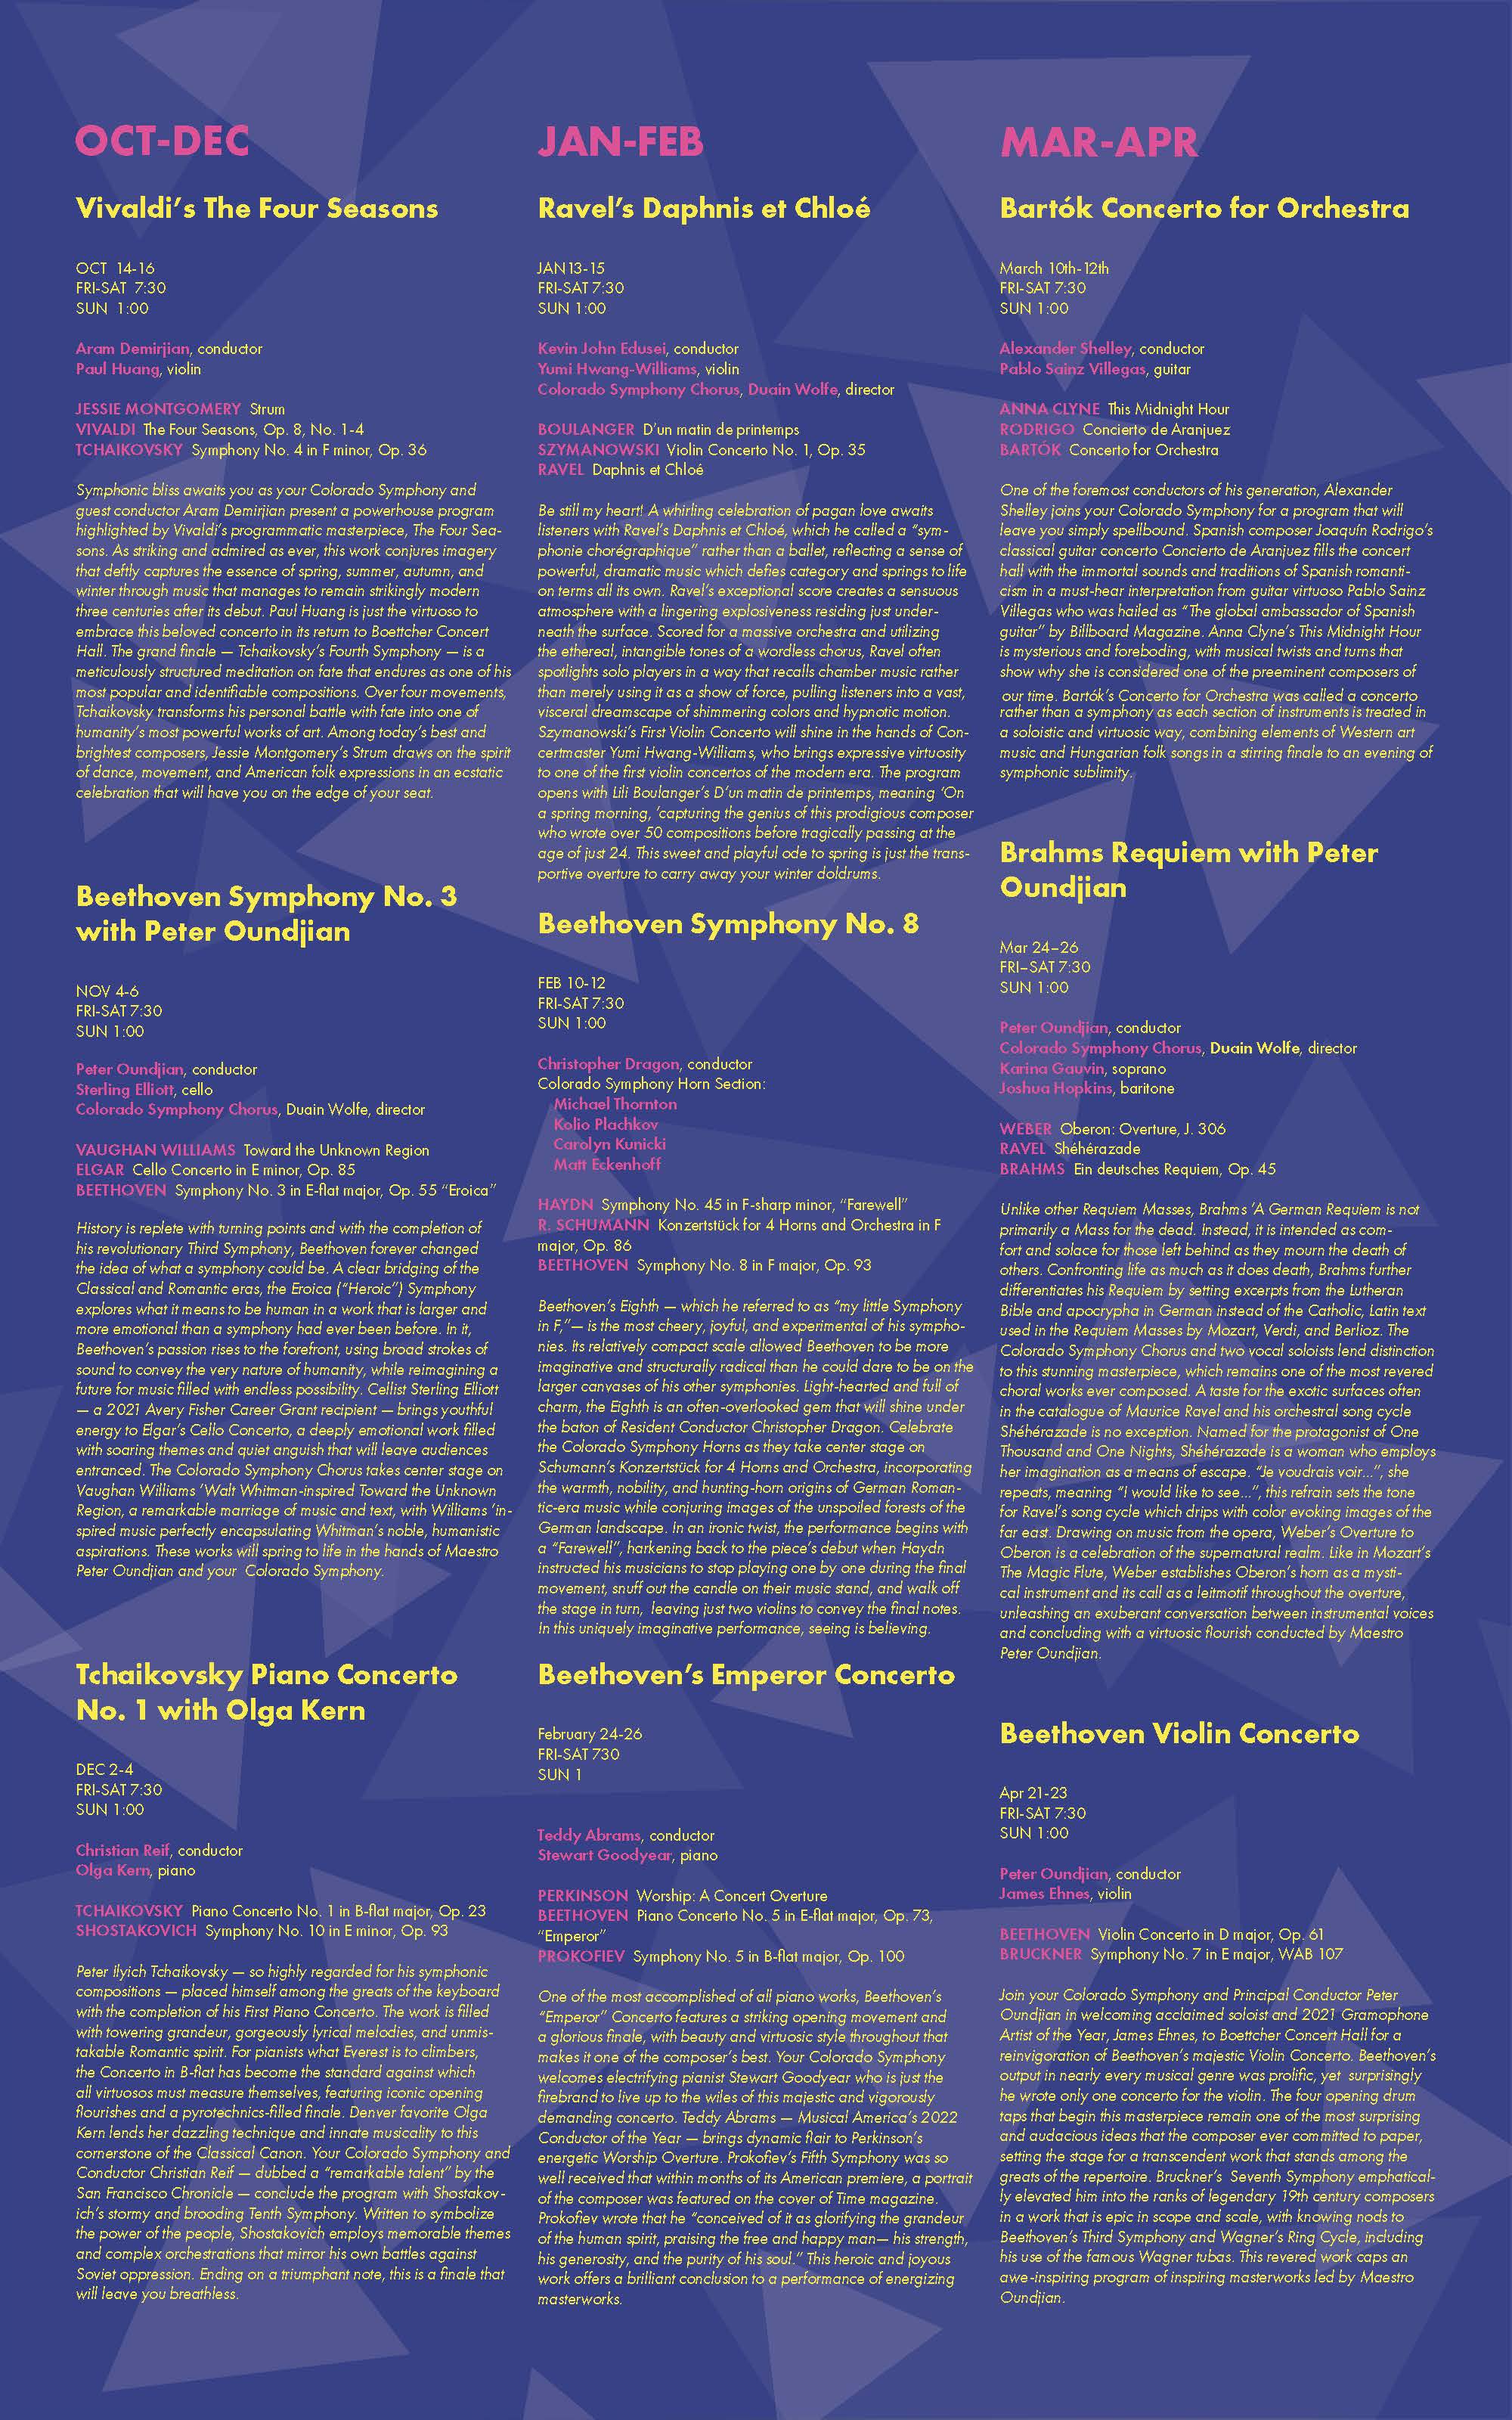 OCT-DEC
Vivaldi's The Four Seasons
OCT 14-16
FRI-SAT 7:30
SUN 1:00
Aram Demirjian, conductor
Paul Huang, violin
JESSIE MONTGOMERY Strum
VIVALDI The Four Seasons, Op. 8, No. 1-4
TCHAIKOVSKY Symphony No. 4 in F minor, Op. 36
Symphonic bliss awaits you as your Colorado Symphony and
guest conductor Aram Demirjian present a powerhouse program
highlighted by Vivaldi's programmatic masterpiece, The Four Sea-
sons. As striking and admired as ever, this work conjures imagery
that deftly captures the essence of spring, summer, autumn, and
winter through music that manages to remain strikingly modern
three centuries after its debut. Paul Huang is just the virtuoso to
embrace this beloved concerto in its return to Boettcher Concert
Hall. The grand finale — Tchaikovsky's Fourth Symphony — is a
meticulously structured meditation on fate that endures as one of his
most popular and identifiable compositions. Over four movements,
Tchaikovsky transforms his personal battle with fate into one of
humanity's most powerful works of art. Among today's best and
brightest composers, Jessie Montgomery's Strum draws on the spirit
of dance, movement, and American folk expressions in an ecstatic
celebration that will have you on the edge of your seat.
Beethoven Symphony No. 3
with Peter Oundjian
NOV 4-6
FRI-SAT 7:30
SUN 1:00
Peter Oundjian, conductor
Sterling Elliott, cello
Colorado Symphony Chorus, Duain Wolfe, director
VAUGHAN WILLIAMS Toward the Unknown Region
ELGAR Cello Concerto in E minor, Op. 85
BEETHOVEN Symphony No. 3 in E-flat major, Op. 55 "Eroica"
History is replete with turning points and with the completion of
his revolutionary Third Symphony, Beethoven forever changed
the idea of what a symphony could be. A clear bridging of the
Classical and Romantic eras, the Eroica ("Heroic") Symphony
explores what it means to be human in a work that is larger and
more emotional than a symphony had ever been before. In it,
Beethoven's passion rises to the forefront, using broad strokes of
sound to convey the very nature of humanity, while reimagining a
future for music filled with endless possibility. Cellist Sterling Elliott
— a 2021 Avery Fisher Career Grant recipient — brings youthful
energy to Elgar's Cello Concerto, a deeply emotional work filled
with soaring themes and quiet anguish that will leave audiences
entranced. The Colorado Symphony Chorus takes center stage on
Vaughan Williams 'Walt Whitman-inspired Toward the Unknown
Region, a remarkable marriage of music and text, with Williams 'in-
spired music perfectly encapsulating Whitman's noble, humanistic
aspirations. These works will spring to life in the hands of Maestro
Peter Oundjian and your Colorado Symphony.
Tchaikovsky Piano Concerto
No. 1 with Olga Kern
DEC 2-4
FRI-SAT 7:30
SUN 1:00
Christian Reif, conductor
Olga Kern, piano
TCHAIKOVSKY Piano Concerto No. 1 in B-flat major, Op. 23
SHOSTAKOVICH Symphony No. 10 in E minor, Op. 93
Peter Ilyich Tchaikovsky — so highly regarded for his symphonic
compositions — placed himself among the greats of the keyboard
with the completion of his First Piano Concerto. The work is filled
with towering grandeur, gorgeously lyrical melodies, and unmis-
takable Romantic spirit. For pianists what Everest is to climbers,
the Concerto in B-flat has become the standard against which
all virtuosos must measure themselves, featuring iconic opening
flourishes and a pyrotechnics-filled finale. Denver favorite Olga
Kern lends her dazzling technique and innate musicality to this
cornerstone of the Classical Canon. Your Colorado Symphony and
Conductor Christian Reif — dubbed a "remarkable talent" by the
San Francisco Chronicle — conclude the program with Shostakov-
ich's stormy and brooding Tenth Symphony. Written to symbolize
the power of the people, Shostakovich employs memorable themes
and complex orchestrations that mirror his own battles against
Soviet oppression. Ending on a triumphant note, this is a finale that
will leave you breathless.
JAN-FEB
Ravel's Daphnis et Chloé
JAN13-15
FRI-SAT 7:30
SUN 1:00
Kevin John Edusei, conductor
Yumi Hwang-Williams, violin
Colorado Symphony Chorus, Duain Wolfe, director
BOULANGER D'un matin de printemps
SZYMANOWSKI Violin Concerto No. 1, Op. 35
RAVEL Daphnis et Chloé
Be still my heart! A whirling celebration of pagan love awaits
listeners with Ravel's Daphnis et Chloé, which he called a "sym-
phonie chorégraphique" rather than a ballet, reflecting a sense of
powerful, dramatic music which defies category and springs to life
on terms all its own. Ravel's exceptional score creates a sensuous
atmosphere with a lingering explosiveness residing just under-
neath the surface. Scored for a massive orchestra and utilizing
the ethereal, intangible tones of a wordless chorus, Ravel often
spotlights solo players in a way that recalls chamber music rather
than merely using it as a show of force, pulling listeners into a vast,
visceral dreamscape of shimmering colors and hypnotic motion.
Szymanowski's First Violin Concerto will shine in the hands of Con-
certmaster Yumi Hwang-Williams, who brings expressive virtuosity
to one of the first violin concertos of the modern era. The program
opens with Lili Boulanger's D'un matin de printemps, meaning 'On
a spring morning, 'capturing the genius of this prodigious composer
who wrote over 50 compositions before tragically passing at the
age of just 24. This sweet and playful ode to spring is just the trans-
portive overture to carry away your winter doldrums.
Beethoven Symphony No. 8
FEB 10-12
FRI-SAT 7:30
SUN 1:00
Christopher Dragon, conductor
Colorado Symphony Horn Section:
Michael Thornton
Kolio Plachkov
Carolyn Kunicki
Matt Eckenhoff
HAYDN Symphony No. 45 in F-sharp minor, "Farewell"
R. SCHUMANN Konzertstück for 4 Horns and Orchestra in F
major, Op. 86
BEETHOVEN Symphony No. 8 in F major, Op. 93
Beethoven's Eighth — which he referred to as "my little Symphony
in F,"— is the most cheery, joyful, and experimental of his sympho-
nies. Its relatively compact scale allowed Beethoven to be more
imaginative and structurally radical than he could dare to be on the
larger canvases of his other symphonies. Light-hearted and full of
charm, the Eighth is an often-overlooked gem that will shine under
the baton of Resident Conductor Christopher Dragon. Celebrate
the Colorado Symphony Horns as they take center stage on
Schumann's Konzertstück for 4 Horns and Orchestra, incorporating
the warmth, nobility, and hunting-horn origins of German Roman-
tic-era music while conjuring images of the unspoiled forests of the
German landscape. In an ironic twist, the performance begins with
a "Farewell", harkening back to the piece's debut when Haydn
instructed his musicians to stop playing one by one during the final
movement, snuff out the candle on their music stand, and walk off
the stage in turn, leaving just two violins to convey the final notes.
In this uniquely imaginative performance, seeing is believing.
Beethoven's Emperor Concerto
February 24-26
FRI-SAT 730
SUN 1
Teddy Abrams, conductor
Stewart Goodyear, piano
PERKINSON Worship: A Concert Overture
BEETHOVEN Piano Concerto No. 5 in E-flat major, Op. 73,
"Emperor"
PROKOFIEV Symphony No. 5 in B-flat major, Op. 100
One of the most accomplished of all piano works, Beethoven's
"Emperor" Concerto features a striking opening movement and
a glorious finale, with beauty and virtuosic style throughout that
makes it one of the composer's best. Your Colorado Symphony
welcomes electrifying pianist Stewart Goodyear who is just the
firebrand to live up to the wiles of this majestic and vigorously
demanding concerto. Teddy Abrams — Musical America's 2022
Conductor of the Year — brings dynamic flair to Perkinson's
energetic Worship Overture. Prokofiev's Fifth Symphony was so
well received that within months of its American premiere, a portrait
of the composer was featured on the cover of Time magazine.
Prokofiev wrote that he "conceived of it as glorifying the grandeur
of the human spirit, praising the free and happy man— his strength,
his generosity, and the purity of his soul." This heroic and joyous
work offers a brilliant conclusion to a performance of energizing
masterworks.
MAR-APR
Bartók Concerto for Orchestra
March 10th-12th
FRI-SAT 7:30
SUN 1:00
Alexander Shelley, conductor
Pablo Sainz Villegas, guitar
ANNA CLYNE This Midnight Hour
RODRIGO Concierto de Aranjuez
BARTÓK Concerto for Orchestra
One of the foremost conductors of his generation, Alexander
Shelley joins your Colorado Symphony for a program that will
leave you simply spellbound. Spanish composer Joaquín Rodrigo's
classical guitar concerto Concierto de Aranjuez fills the concert
hall with the immortal sounds and traditions of Spanish romanti-
cism in a must-hear interpretation from guitar virtuoso Pablo Sainz
Villegas who was hailed as "The global ambassador of Spanish
guitar" by Billboard Magazine. Anna Clyne's This Midnight Hour
is mysterious and foreboding, with musical twists and turns that
show why she is considered one of the preeminent composers of
our time. Bartók's Concerto for Orchestra was called a concerto
rather than a symphony as each section of instruments is treated in
a soloistic and virtuosic way, combining elements of Western art
music and Hungarian folk songs in a stirring finale to an evening of
symphonic sublimity.
Brahms Requiem with Peter
Oundjian
Mar 24–26
FRI–SAT 7:30
SUN 1:00
Peter Oundjian, conductor
Colorado Symphony Chorus, Duain Wolfe, director
Karina Gauvin, soprano
Joshua Hopkins, baritone
WEBER Oberon: Overture, J. 306
RAVEL Shéhérazade
BRAHMS Ein deutsches Requiem, Op. 45
Unlike other Requiem Masses, Brahms 'A German Requiem is not
primarily a Mass for the dead. Instead, it is intended as com-
fort and solace for those left behind as they mourn the death of
others. Confronting life as much as it does death, Brahms further
differentiates his Requiem by setting excerpts from the Lutheran
Bible and apocrypha in German instead of the Catholic, Latin text
used in the Requiem Masses by Mozart, Verdi, and Berlioz. The
Colorado Symphony Chorus and two vocal soloists lend distinction
to this stunning masterpiece, which remains one of the most revered
choral works ever composed. A taste for the exotic surfaces often
in the catalogue of Maurice Ravel and his orchestral song cycle
Shéhérazade is no exception. Named for the protagonist of One
Thousand and One Nights, Shéhérazade is a woman who employs
her imagination as a means of escape. "Je voudrais voir...", she
repeats, meaning "I would like to see...", this refrain sets the tone
for Ravel's song cycle which drips with color evoking images of the
far east. Drawing on music from the opera, Weber's Overture to
Oberon is a celebration of the supernatural realm. Like in Mozart's
The Magic Flute, Weber establishes Oberon's horn as a mysti-
cal instrument and its call as a leitmotif throughout the overture,
unleashing an exuberant conversation between instrumental voices
and concluding with a virtuosic flourish conducted by Maestro
Peter Oundjian.
Beethoven Violin Concerto
Apr 21-23
FRI-SAT 7:30
SUN 1:00
Peter Oundjian, conductor
James Ehnes, violin
BEETHOVEN Violin Concerto in D major, Op. 61
BRUCKNER Symphony No. 7 in E major, WAB 107
Join your Colorado Symphony and Principal Conductor Peter
Oundjian in welcoming acclaimed soloist and 2021 Gramophone
Artist of the Year, James Ehnes, to Boettcher Concert Hall for a
reinvigoration of Beethoven's majestic Violin Concerto. Beethoven's
output in nearly every musical genre was prolific, yet surprisingly
he wrote only one concerto for the violin. The four opening drum
taps that begin this masterpiece remain one of the most surprising
and audacious ideas that the composer ever committed to paper,
setting the stage for a transcendent work that stands among the
greats of the repertoire. Bruckner's Seventh Symphony emphatical-
ly elevated him into the ranks of legendary 19th century composers
in a work that is epic in scope and scale, with knowing nods to
Beethoven's Third Symphony and Wagner's Ring Cycle, including
his use of the famous Wagner tubas. This revered work caps an
awe-inspiring program of inspiring masterworks led by Maestro
Oundjian.